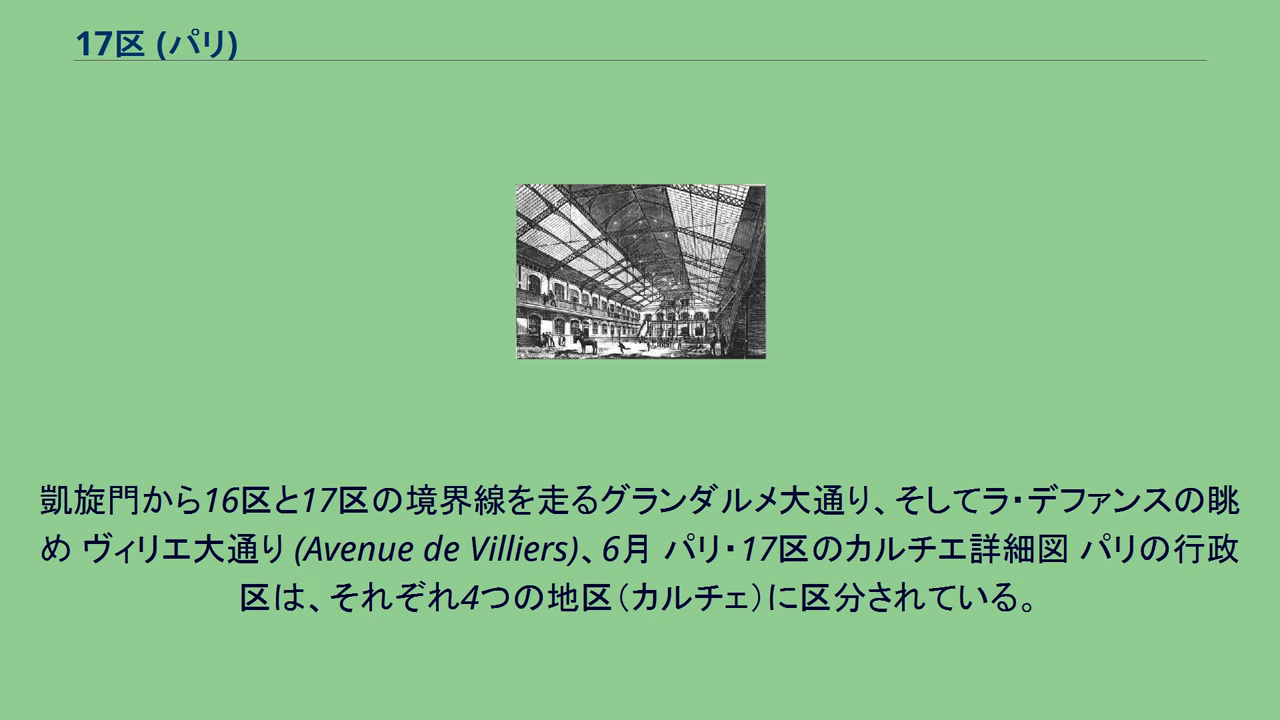 17区 (パリ)
凱旋門から16区と17区の境界線を走るグランダルメ大通り、そしてラ・デファンスの眺
め ヴィリエ大通り (Avenue de Villiers)、6月 パリ・17区のカルチエ詳細図 パリの行政
区は、それぞれ4つの地区（カルチェ）に区分されている。